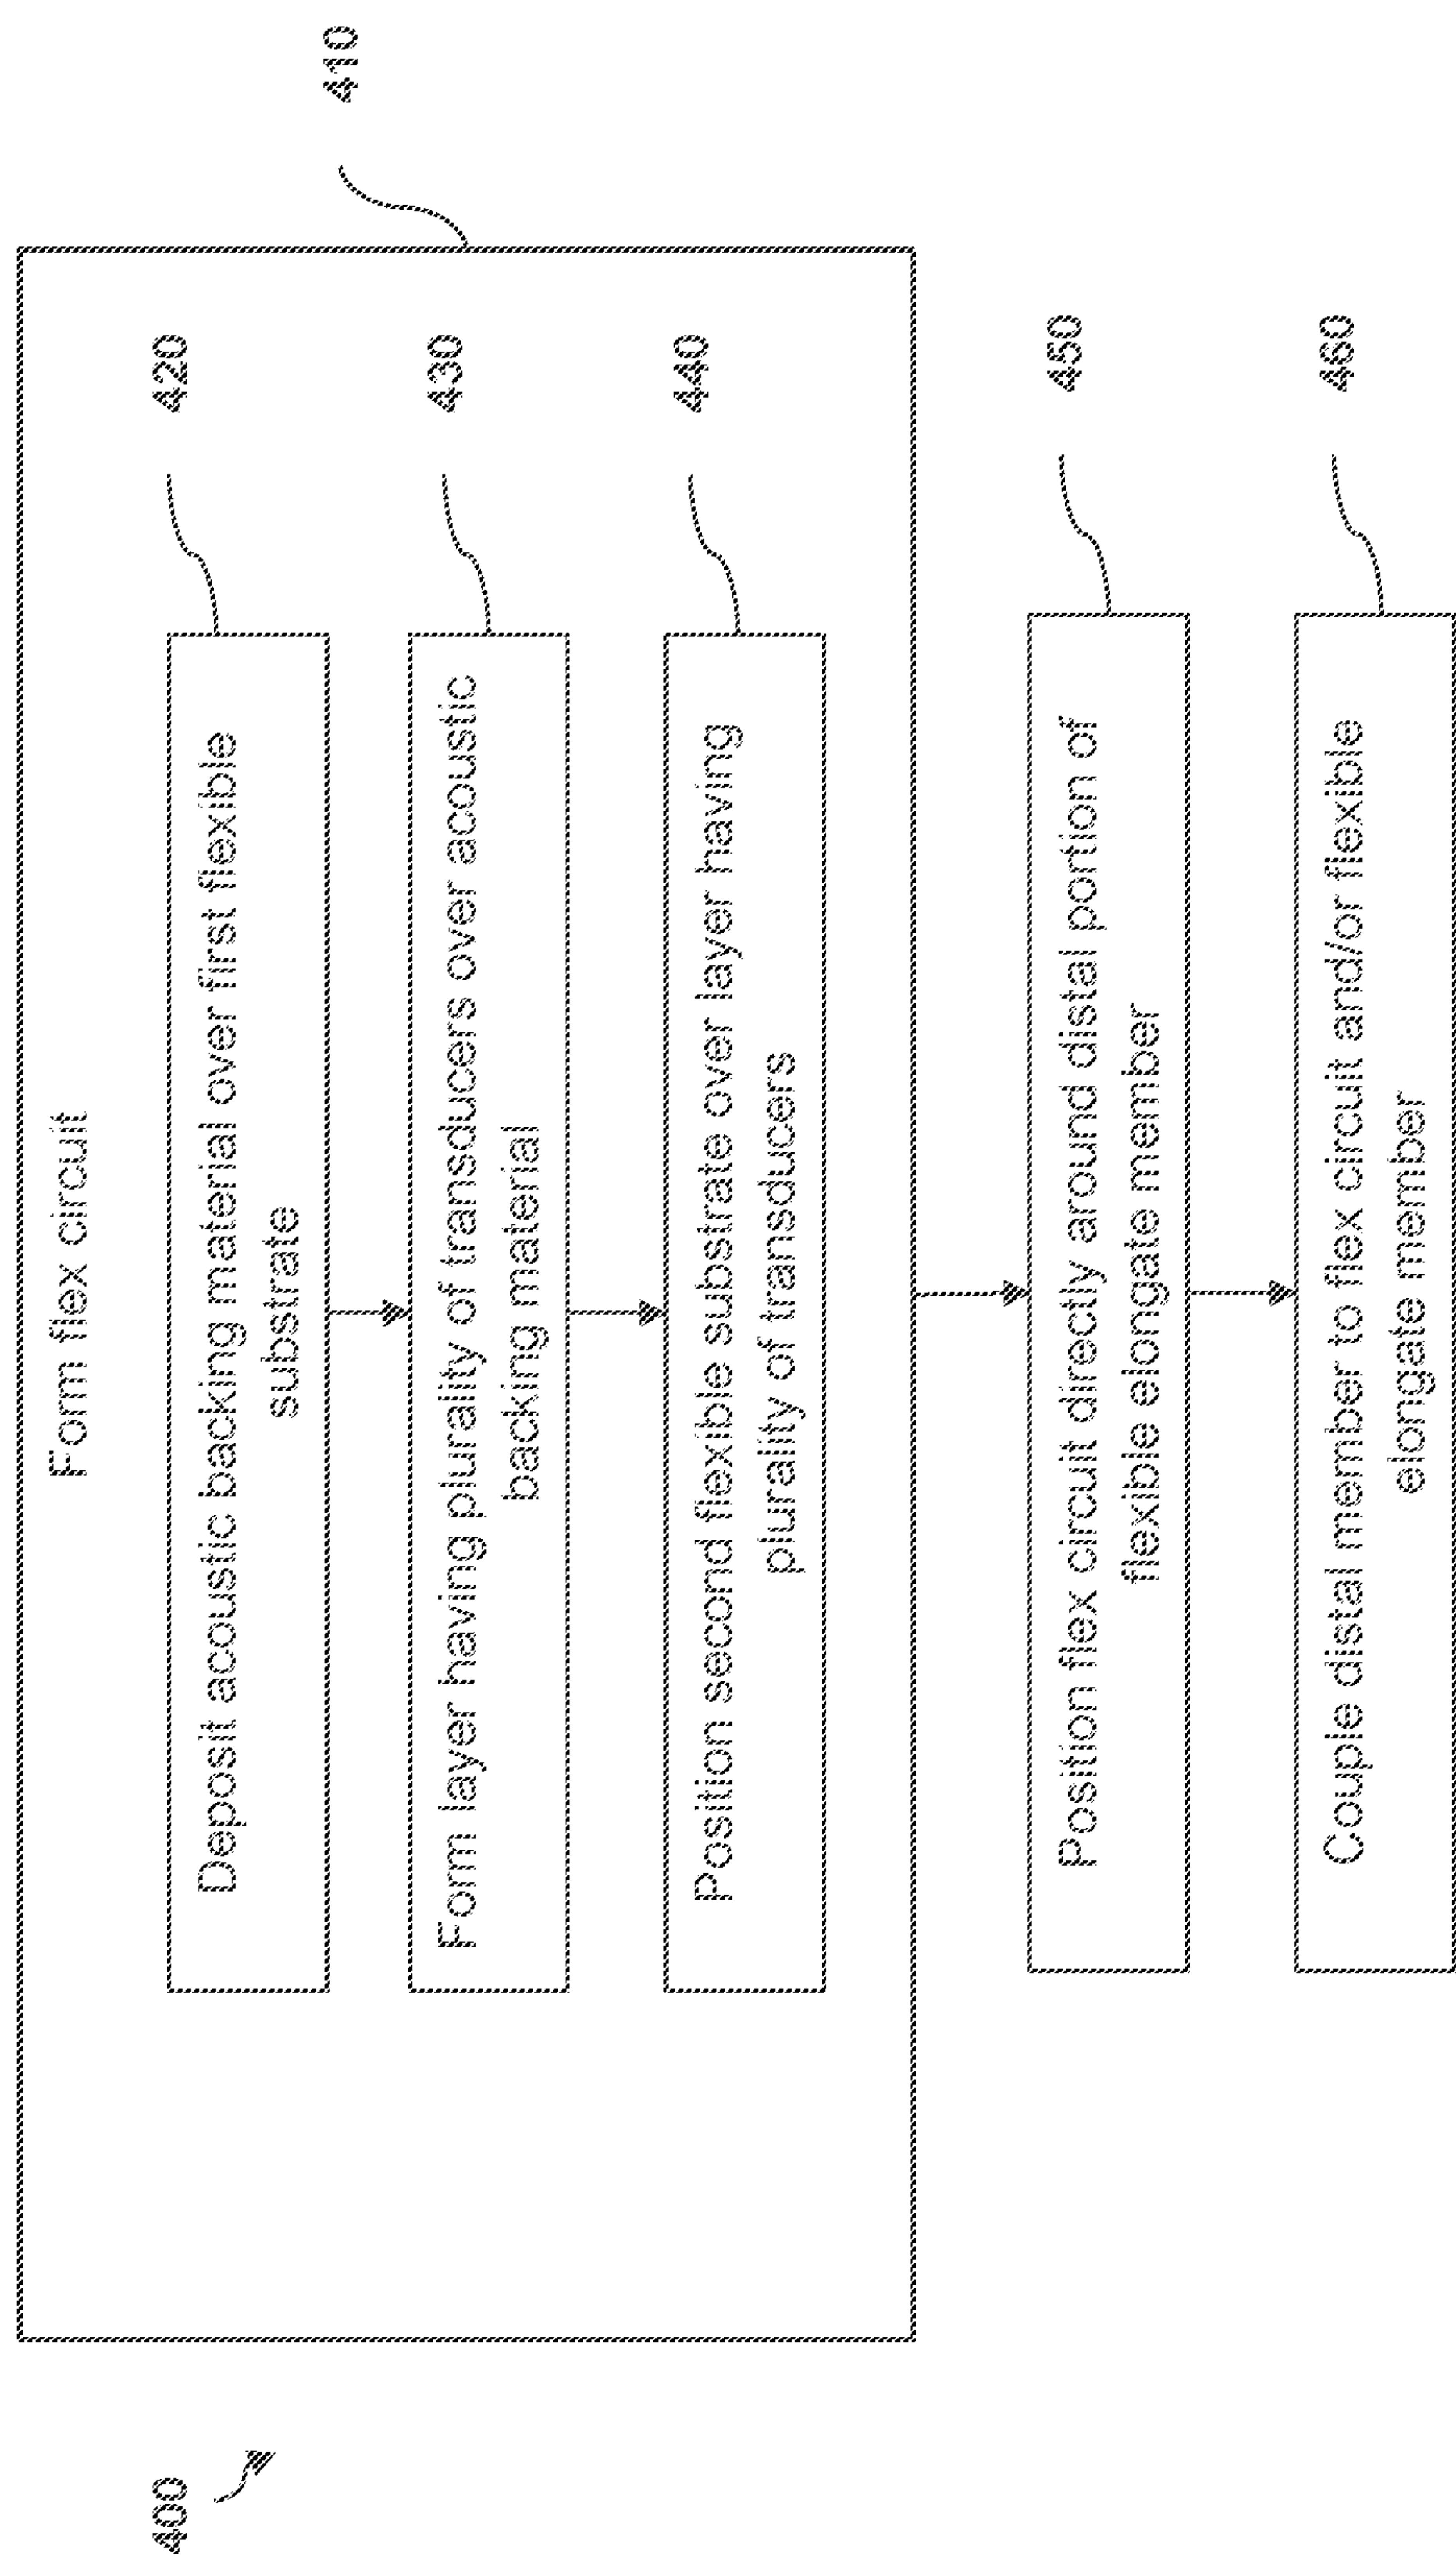 400
Form flex circuit
410
Deposit acoustic backing material over first flexible
substrate
420
Form layer having plurality of transducers over acoustic
backing material
430
Position second flexible substrate over layer having
plurality of transducers
440
Position flex circuit directly around distal portion of
flexible elongate member
450
Couple distal member to flex circuit and/or flexible
elongate member
460